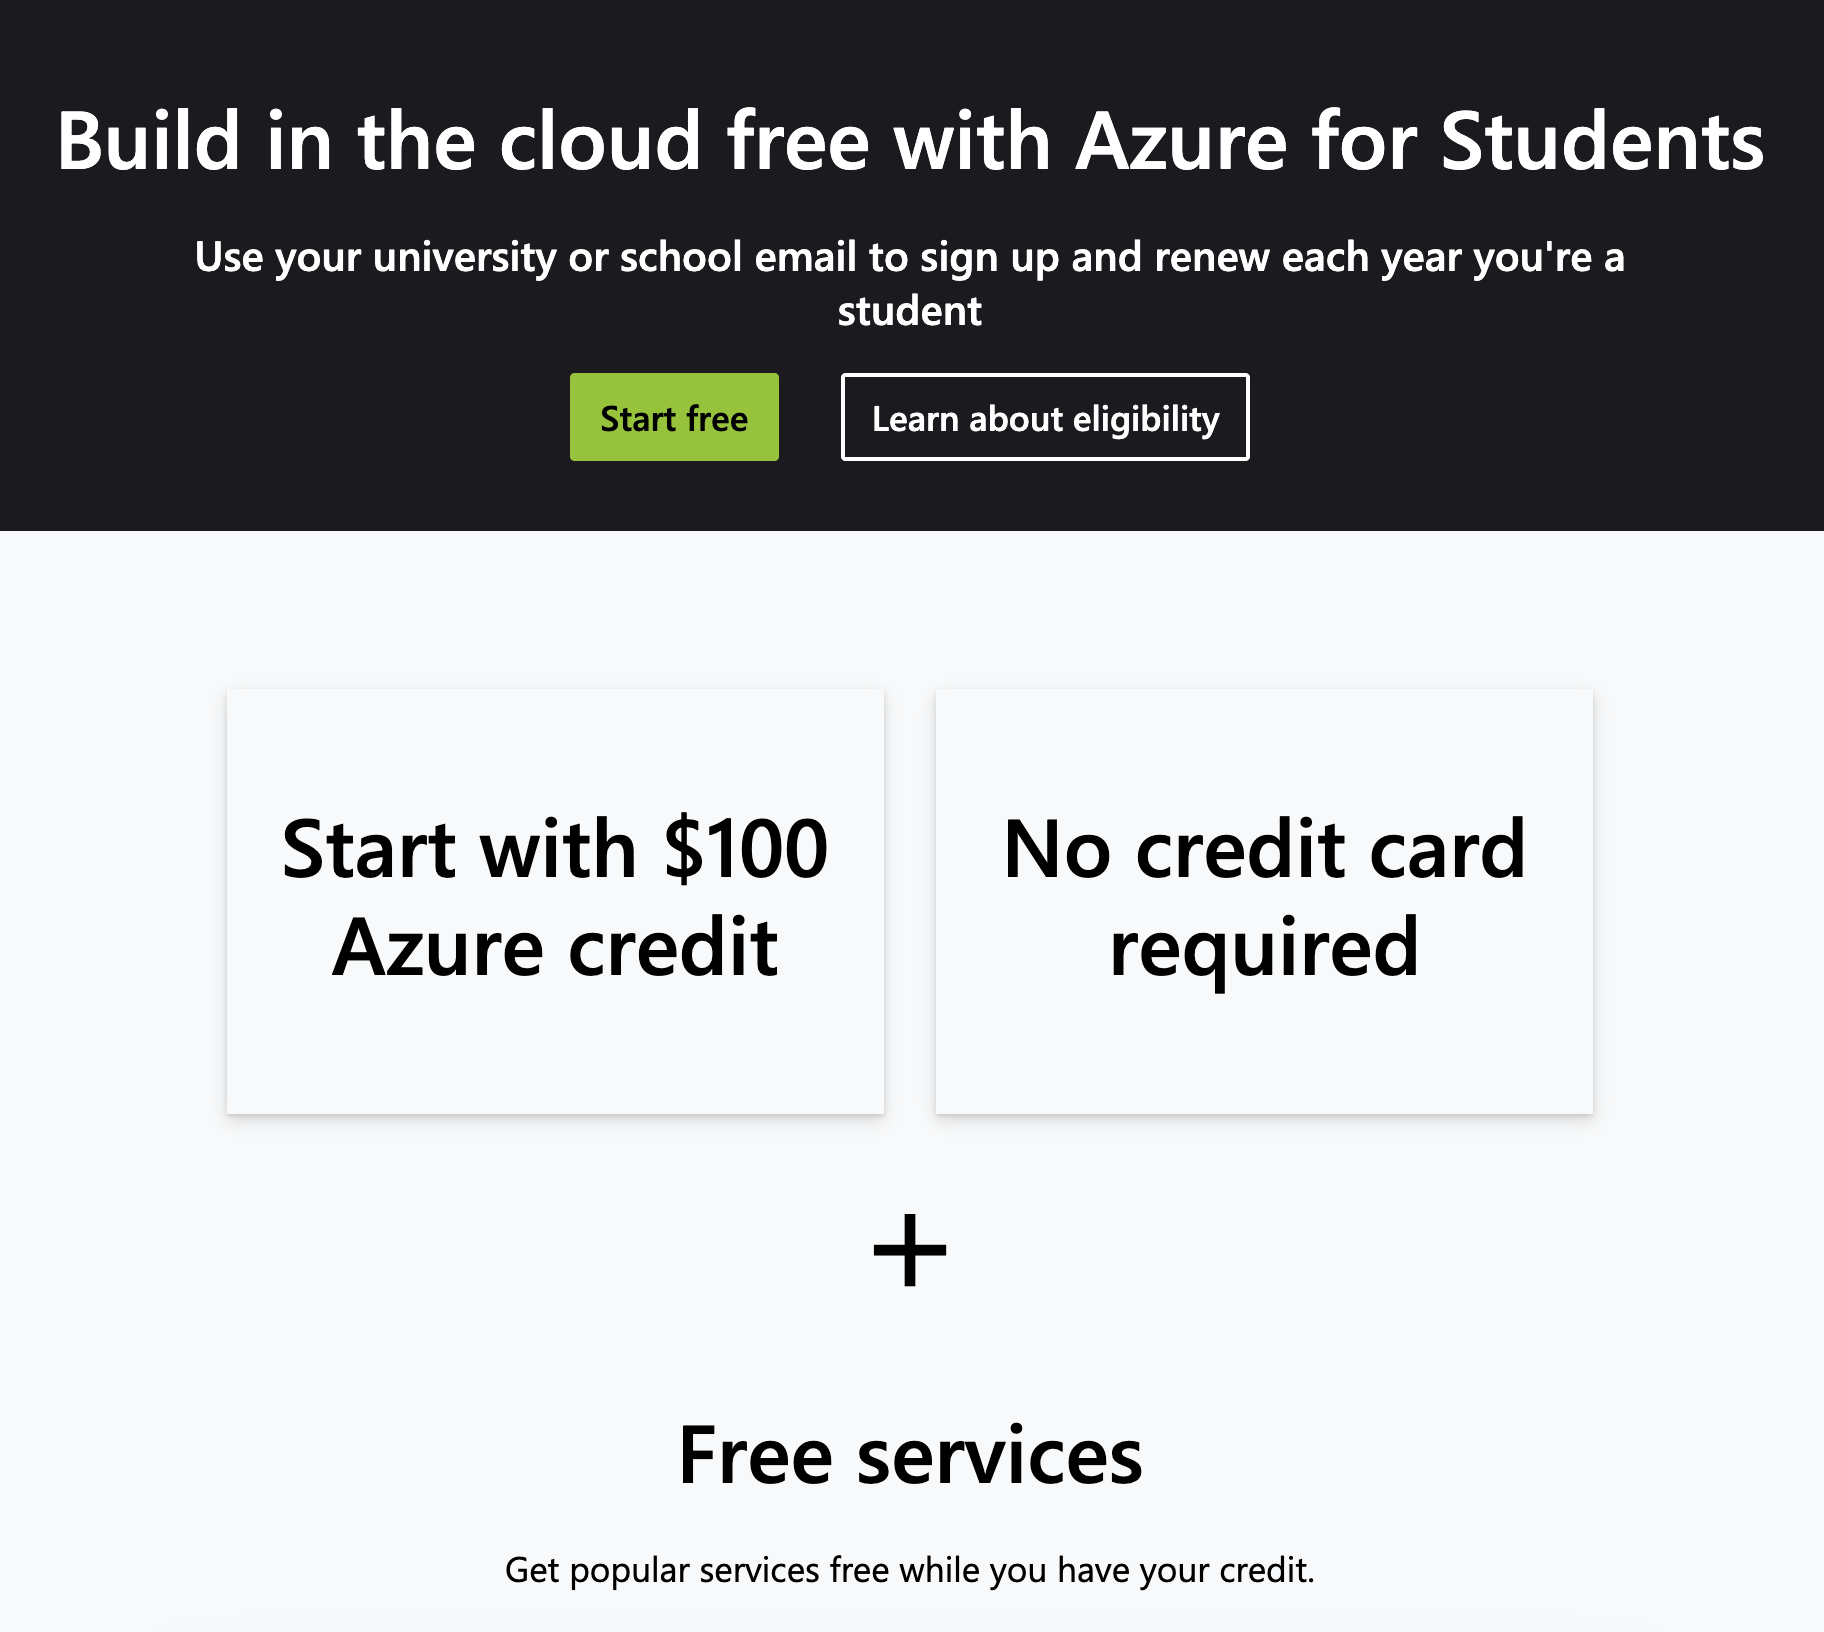 Build in the cloud free with Azure for Students
Use your university or school email to sign up and renew each year you're a
student
Start free
Learn about eligibility
Start with $100
Azure credit
No credit card
required
+
Free services
Get popular services free while you have your credit.